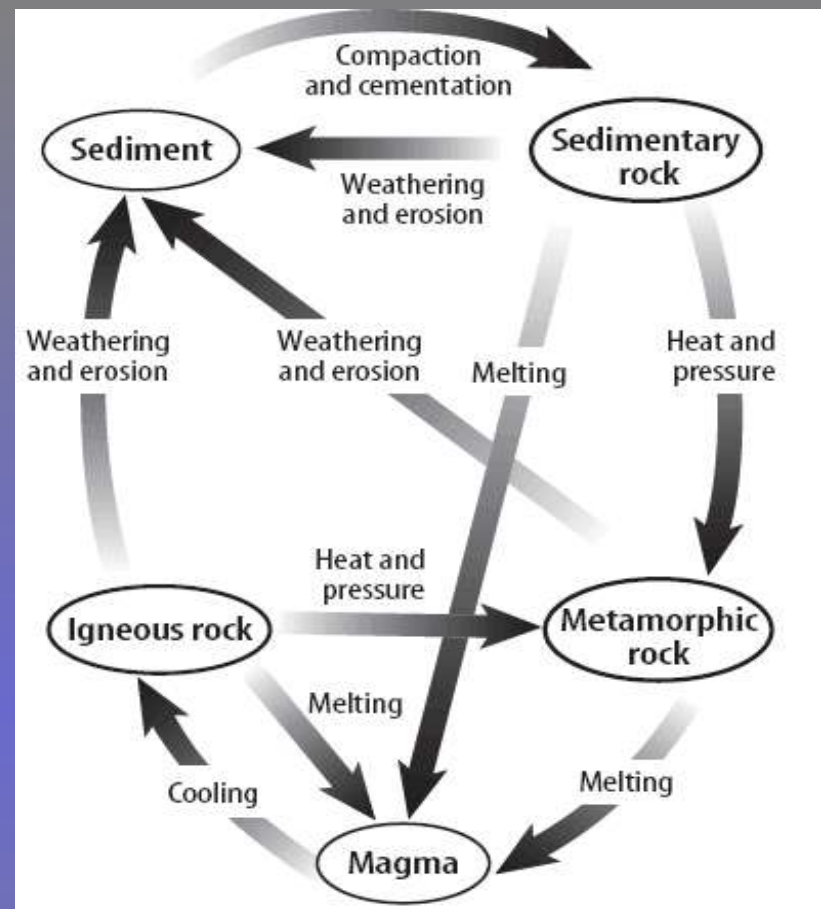 Compaction
and cementation
Sediment
Sedimentary
rock
Weathering
and erosion
Weathering
and erosion
Weathering
and erosion
Melting
Heat and
pressure
Heat and
pressure
Igneous rock
Metamorphic
rock
Melting
Cooling
Melting
Magma